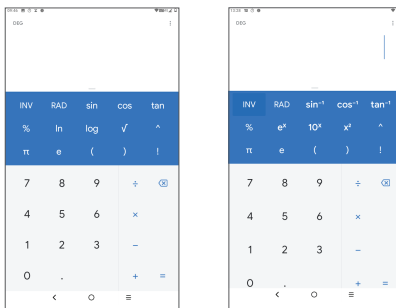 DEG
INV RAD sin cos tan
% ln log √ ^
π e ( ) !
7 8 9 ÷
4 5 6 ×
1 2 3 −
0 . + =
DEG
INV RAD sin⁻¹ cos⁻¹ tan⁻¹
% eˣ 10ˣ x² ^
π e ( ) !
7 8 9 ÷
4 5 6 ×
1 2 3 −
0 . + =